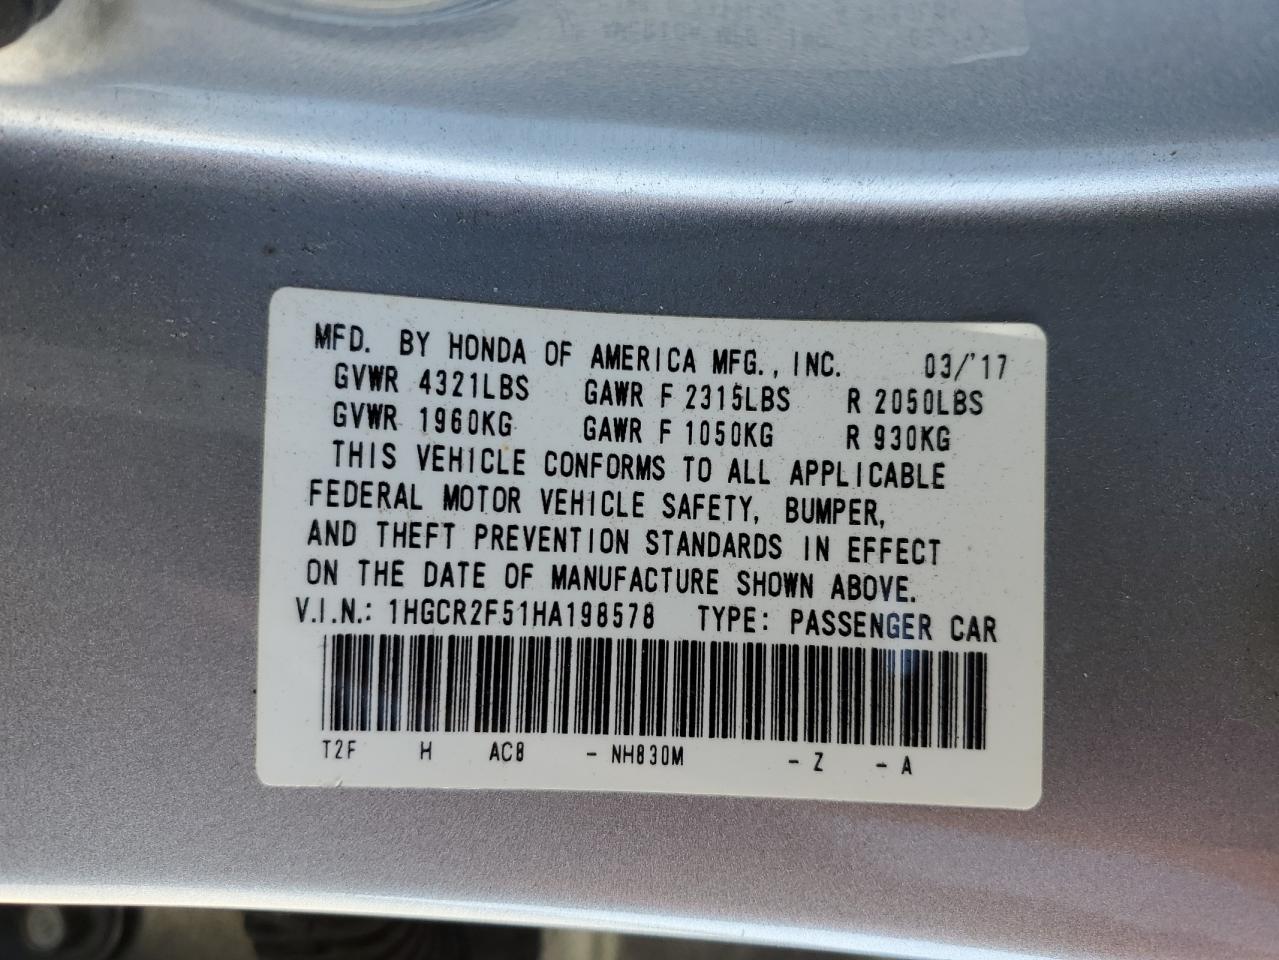 MFD. BY HONDA OF AMERICA MFG., INC. 03/'17
GVWR 4321LBS GAWR F 2315LBS R 2050LBS
GVWR 1960KG GAWR F 1050KG R 930KG
THIS VEHICLE CONFORMS TO ALL APPLICABLE
FEDERAL MOTOR VEHICLE SAFETY, BUMPER,
AND THEFT PREVENTION STANDARDS IN EFFECT
ON THE DATE OF MANUFACTURE SHOWN ABOVE.
V.I.N.: 1HGCR2F51HA198578 TYPE: PASSENGER CAR
T2F H AC8 - NH830M - Z - A